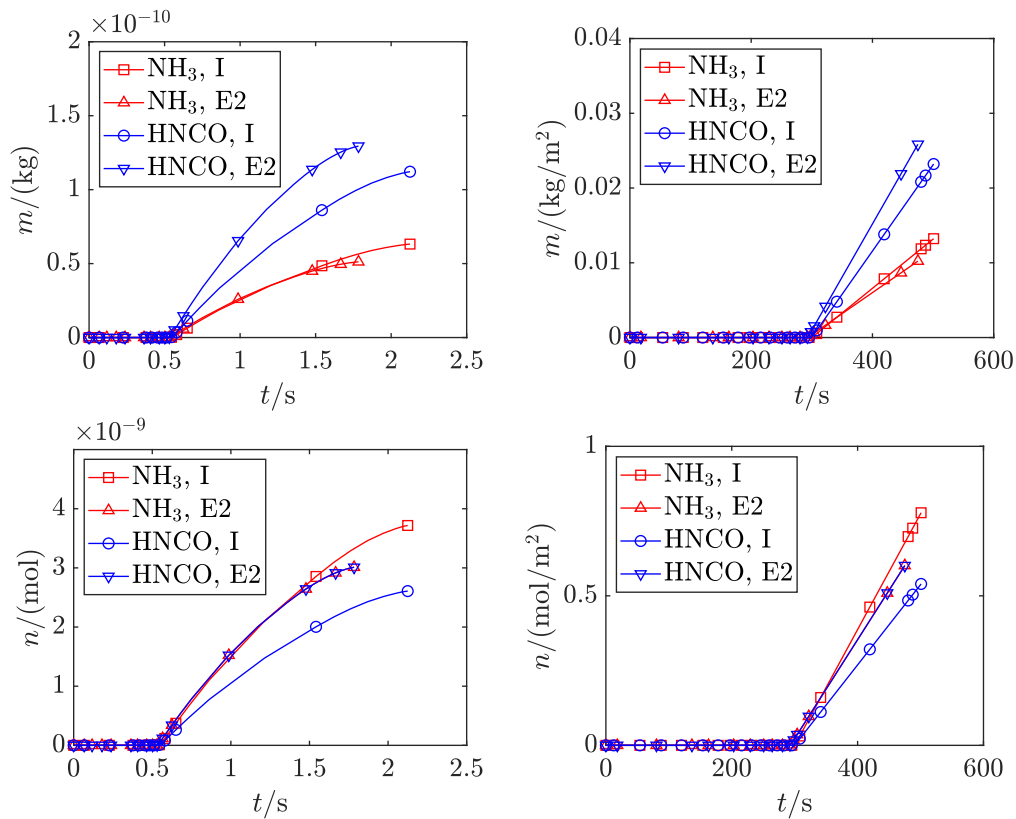 ×10⁻¹⁰
2
1.5
1
0.5
0
m/(kg)
NH₃, I
NH₃, E2
HNCO, I
HNCO, E2
0 0.5 1 1.5 2 2.5
t/s
0.04
0.03
0.02
0.01
0
m/(kg/m²)
NH₃, I
NH₃, E2
HNCO, I
HNCO, E2
0 200 400 600
t/s
×10⁻⁹
4
3
2
1
0
n/(mol)
NH₃, I
NH₃, E2
HNCO, I
HNCO, E2
0 0.5 1 1.5 2 2.5
t/s
1
0.5
0
n/(mol/m²)
NH₃, I
NH₃, E2
HNCO, I
HNCO, E2
0 200 400 600
t/s